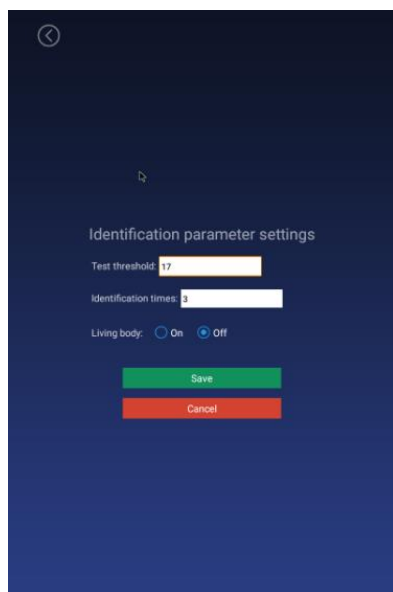 Identification parameter settings
Test threshold: 17
Identification times: 3
Living body: On Off
Save
Cancel